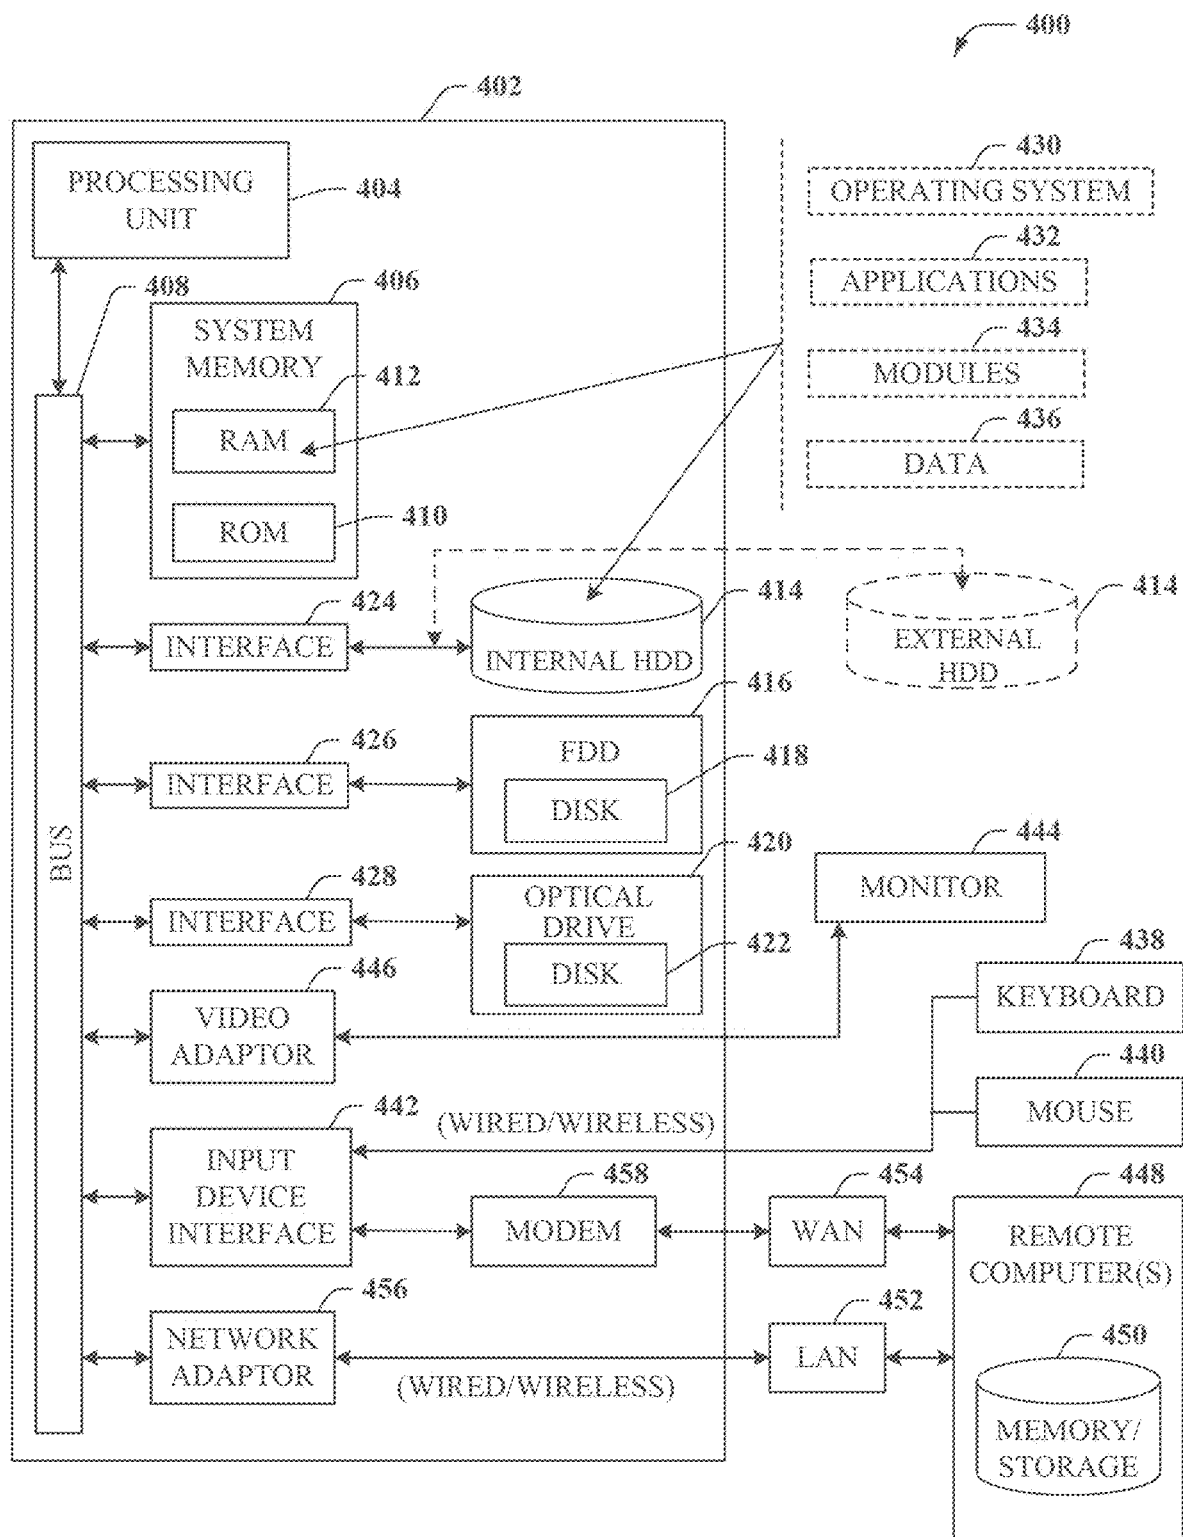 400
402
PROCESSING
UNIT
404
430
OPERATING SYSTEM
408
406
SYSTEM
MEMORY
432
APPLICATIONS
412
RAM
434
MODULES
410
ROM
436
DATA
424
INTERFACE
414
INTERNAL HDD
414
EXTERNAL
HDD
426
INTERFACE
416
FDD
418
DISK
BUS
428
INTERFACE
420
OPTICAL
DRIVE
422
DISK
444
MONITOR
446
VIDEO
ADAPTOR
438
KEYBOARD
440
MOUSE
442
INPUT
DEVICE
INTERFACE
(WIRED/WIRELESS)
458
MODEM
454
WAN
448
REMOTE
COMPUTER(S)
456
NETWORK
ADAPTOR
(WIRED/WIRELESS)
452
LAN
450
MEMORY/
STORAGE